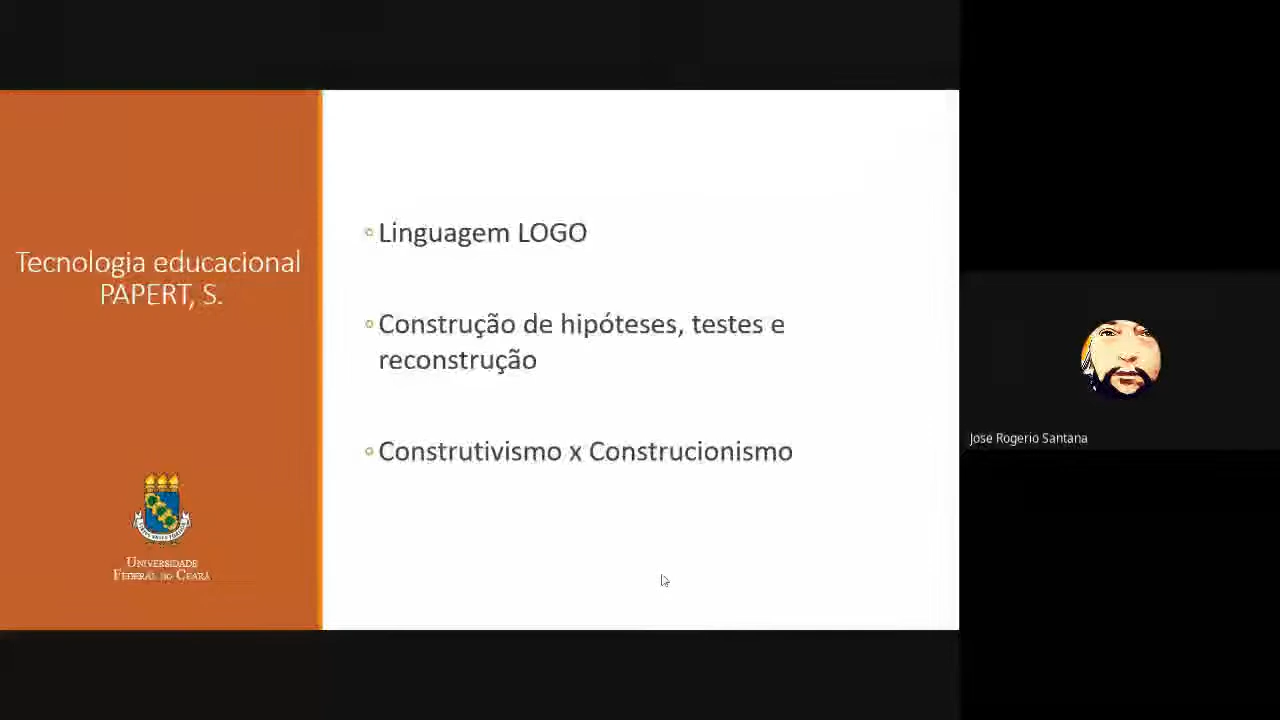 Tecnologia educacional
PAPERT, S.
Linguagem LOGO
Construção de hipóteses, testes e
reconstrução
Construtivismo x Construcionismo
UNIVERSIDADE
FEDERAL DO CEARÁ
Jose Rogerio Santana